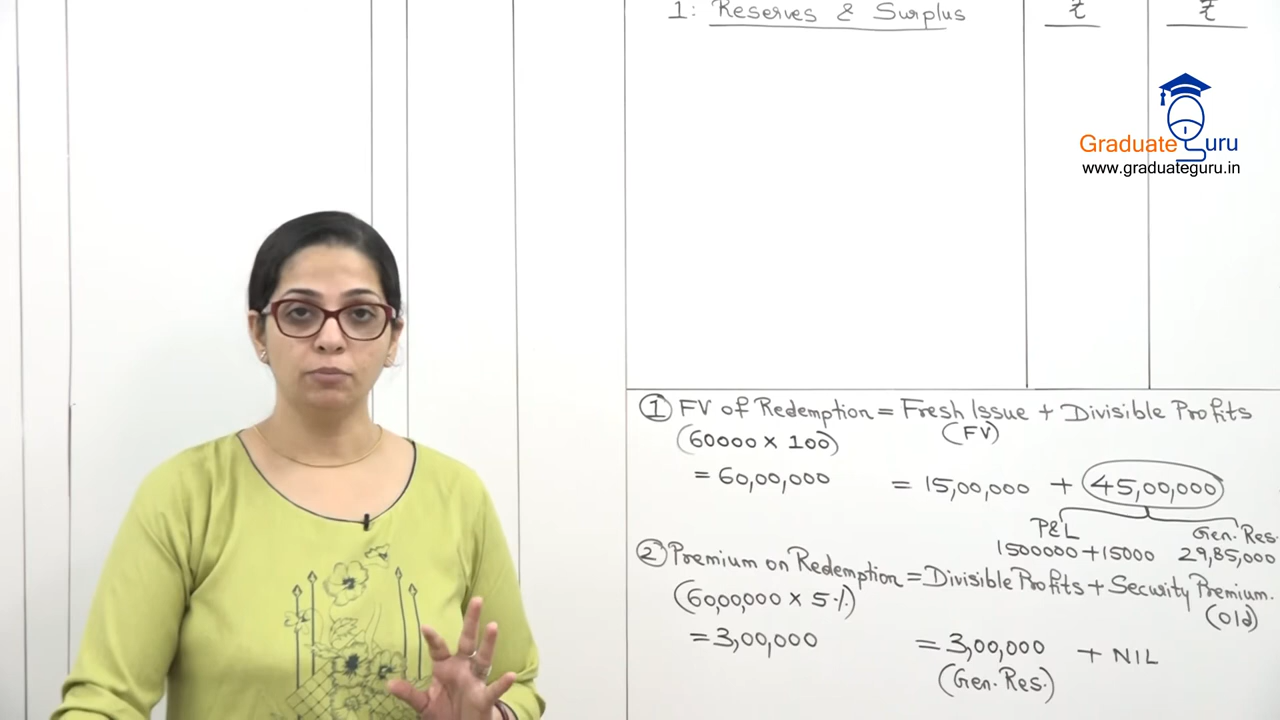 1: Reserves & Surplus ₹ ₹
Graduate Guru
www.graduateguru.in
① FV of Redemption = Fresh Issue + Divisible Profits
(60000 × 100) (FV)
= 60,00,000 = 15,00,000 + 45,00,000
P&L Gen. Res.
1500000 + 15000 29,85,000
② Premium on Redemption = Divisible Profits + Security Premium.
(60,00,000 × 5%) (Old)
= 3,00,000 = 3,00,000 + NIL
(Gen. Res.)